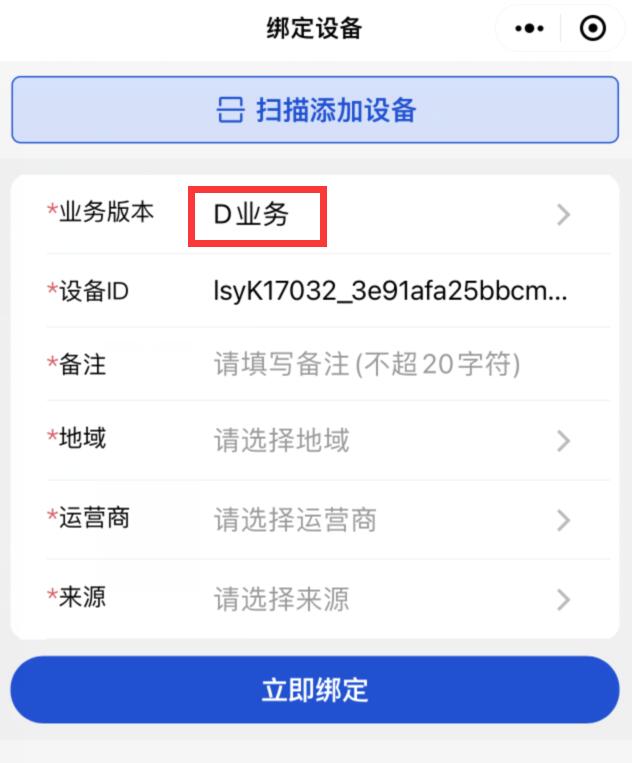 绑定设备
扫描添加设备
*业务版本 D业务
*设备ID lsyK17032_3e91afa25bbcm...
*备注 请填写备注(不超20字符)
*地域 请选择地域
*运营商 请选择运营商
*来源 请选择来源
立即绑定